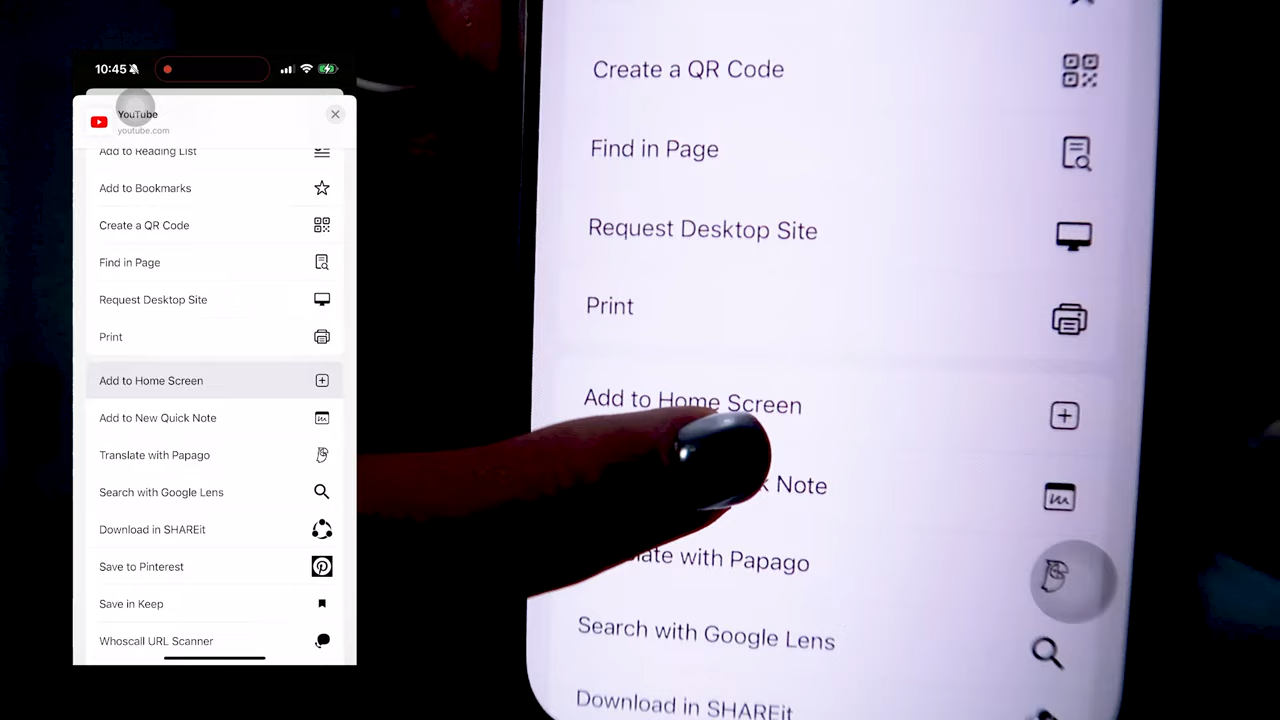 10:45
YouTube
youtube.com
Add to Reading List
Add to Bookmarks
Create a QR Code
Find in Page
Request Desktop Site
Print
Add to Home Screen
Add to New Quick Note
Translate with Papago
Search with Google Lens
Download in SHAREit
Save to Pinterest
Save in Keep
Whoscall URL Scanner
Create a QR Code
Find in Page
Request Desktop Site
Print
Add to Home Screen
Note
with Papago
Search with Google Lens
Download in SHAREit